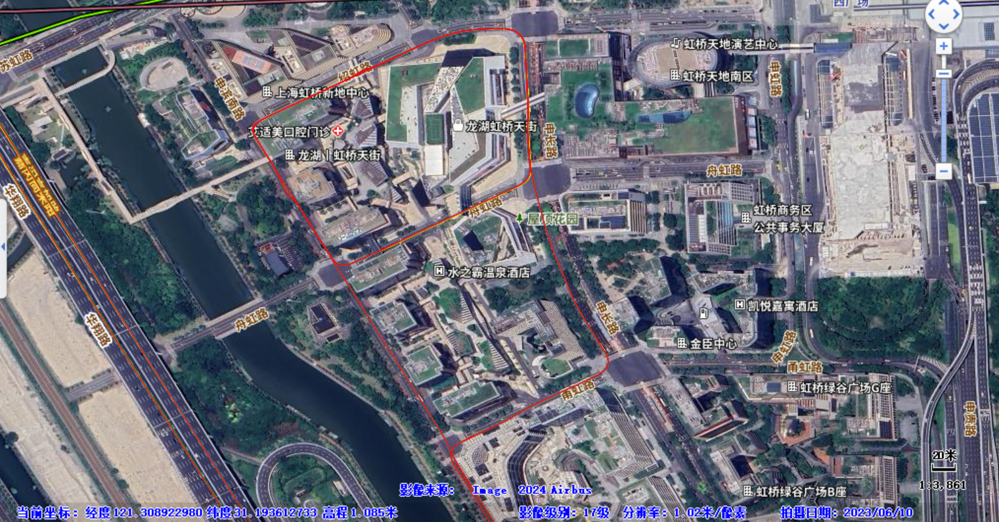 西广场
虹桥天地演艺中心
苏虹路
绍虹路
虹桥天地南区
申虹路
上海虹桥新地中心
申滨南路
艾适美口腔门诊
龙湖虹桥天街
申长路
龙湖｜虹桥天街
舟虹路
嘉闵高架路
华翔路
舟虹路
屋顶花园
虹桥商务区
公共事务大厦
水之霸温泉酒店
凯悦嘉寓酒店
申长路
舟虹路
华翔路
金臣中心
申虹路
甬虹路
甬虹路
虹桥绿谷广场G座
申贵路
20米
1:3,861
虹桥绿谷广场B座
影像来源： Image 2024 Airbus
当前坐标：经度121.308922980 纬度31.193612733 高程1.085米
影像级别：17级 分辨率：1.02米/像素 拍摄日期：2023/06/10